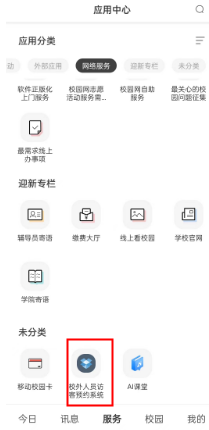 应用中心
应用分类
动 外部应用 网络服务 迎新专栏 未分类
软件正版化 校园网志愿 校园网自助 最关心的校
上门服务 活动服务需... 服务 园问题征集
最需求线上
办事项
迎新专栏
辅导员寄语 缴费大厅 线上看校园 学校官网
学院寄语
未分类
移动校园卡 校外人员访 AI课堂
客预约系统
今日 讯息 服务 校园 我的